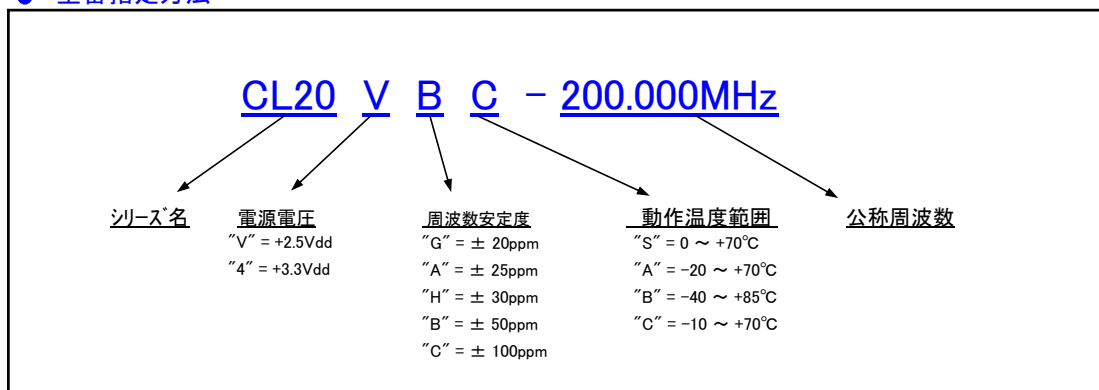 CL20 V B C - 200.000MHz
シリーズ名
電源電圧
"V" = +2.5Vdd
"4" = +3.3Vdd
周波数安定度
"G" = ± 20ppm
"A" = ± 25ppm
"H" = ± 30ppm
"B" = ± 50ppm
"C" = ± 100ppm
動作温度範囲
"S" = 0 ～ +70℃
"A" = -20 ～ +70℃
"B" = -40 ～ +85℃
"C" = -10 ～ +70℃
公称周波数